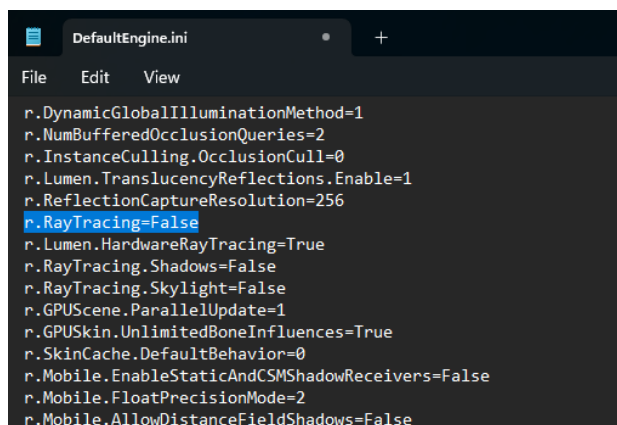 DefaultEngine.ini
File Edit View
r.DynamicGlobalIlluminationMethod=1
r.NumBufferedOcclusionQueries=2
r.InstanceCulling.OcclusionCull=0
r.Lumen.TranslucencyReflections.Enable=1
r.ReflectionCaptureResolution=256
r.RayTracing=False
r.Lumen.HardwareRayTracing=True
r.RayTracing.Shadows=False
r.RayTracing.Skylight=False
r.GPUScene.ParallelUpdate=1
r.GPUSkin.UnlimitedBoneInfluences=True
r.SkinCache.DefaultBehavior=0
r.Mobile.EnableStaticAndCSMShadowReceivers=False
r.Mobile.FloatPrecisionMode=2
r.Mobile.AllowDistanceFieldShadows=False